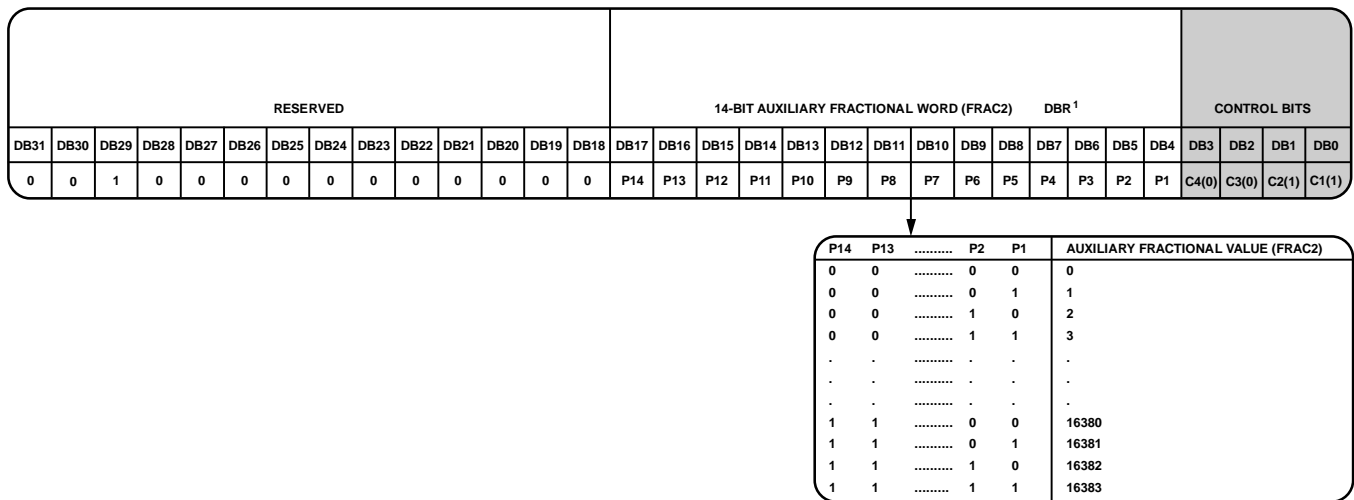 RESERVED 14-BIT AUXILIARY FRACTIONAL WORD (FRAC2) DBR1 CONTROL BITS
DB31 DB30 DB29 DB28 DB27 DB26 DB25 DB24 DB23 DB22 DB21 DB20 DB19 DB18 DB17 DB16 DB15 DB14 DB13 DB12 DB11 DB10 DB9 DB8 DB7 DB6 DB5 DB4 DB3 DB2 DB1 DB0
0 0 1 0 0 0 0 0 0 0 0 0 0 0 P14 P13 P12 P11 P10 P9 P8 P7 P6 P5 P4 P3 P2 P1 C4(0) C3(0) C2(1) C1(1)
P14 P13 .......... P2 P1 AUXILIARY FRACTIONAL VALUE (FRAC2)
0 0 .......... 0 0 0
0 0 .......... 0 1 1
0 0 .......... 1 0 2
0 0 .......... 1 1 3
. . .......... . . .
. . .......... . . .
. . .......... . . .
1 1 .......... 0 0 16380
1 1 .......... 0 1 16381
1 1 .......... 1 0 16382
1 1 ......... 1 1 16383